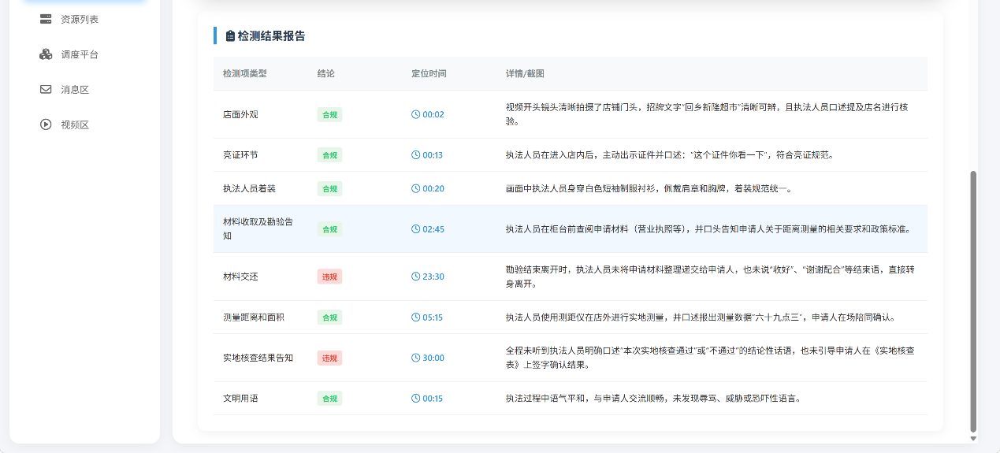 资源列表
调度平台
消息区
视频区
检测结果报告
检测项类型 结论 定位时间 详情/截图
店面外观 合规 00:02 视频开头镜头清晰拍摄了店铺门头，招牌文字“回乡新隆超市”清晰可辨，且执法人员口述提及店名进行核
验。
亮证环节 合规 00:13 执法人员在进入店内后，主动出示证件并口述：“这个证件你看一下”，符合亮证规范。
执法人员着装 合规 00:20 画面中执法人员身穿白色短袖制服衬衫，佩戴肩章和胸牌，着装规范统一。
材料收取及勘验告
知 合规 02:45 执法人员在柜台前查阅申请材料（营业执照等），并口头告知申请人关于距离测量的相关要求和政策标准。
材料交还 违规 23:30 勘验结束离开时，执法人员未将申请材料整理递交给申请人，也未说“收好”、“谢谢配合”等结束语，直接转
身离开。
测量距离和面积 合规 05:15 执法人员使用测距仪在店外进行实地测量，并口述报出测量数据“六十九点三”，申请人在场陪同确认。
实地核查结果告知 违规 30:00 全程未听到执法人员明确口述“本次实地核查通过”或“不通过”的结论性话语，也未引导申请人在《实地核查
表》上签字确认结果。
文明用语 合规 00:15 执法过程中语气平和，与申请人交流顺畅，未发现辱骂、威胁或恐吓性语言。